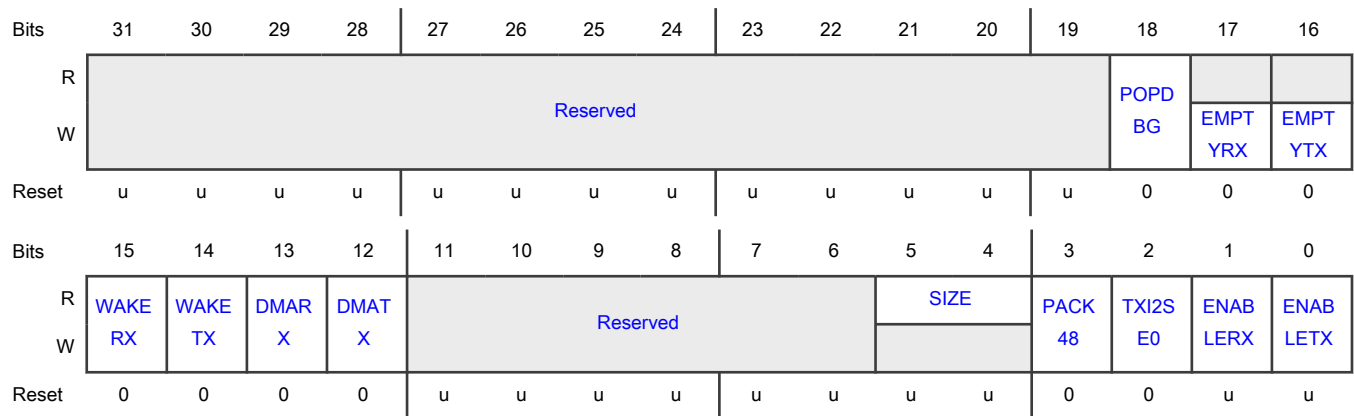 Bits 31 30 29 28 27 26 25 24 23 22 21 20 19 18 17 16
R
Reserved
POPD
BG
W
EMPT
YRX
EMPT
YTX
Reset u u u u u u u u u u u u u 0 0 0
Bits 15 14 13 12 11 10 9 8 7 6 5 4 3 2 1 0
R
W
WAKE
RX
WAKE
TX
DMAR
X
DMAT
X
Reserved
SIZE
PACK
48
TXI2S
E0
ENAB
LERX
ENAB
LETX
Reset 0 0 0 0 u u u u u u u u 0 0 u u